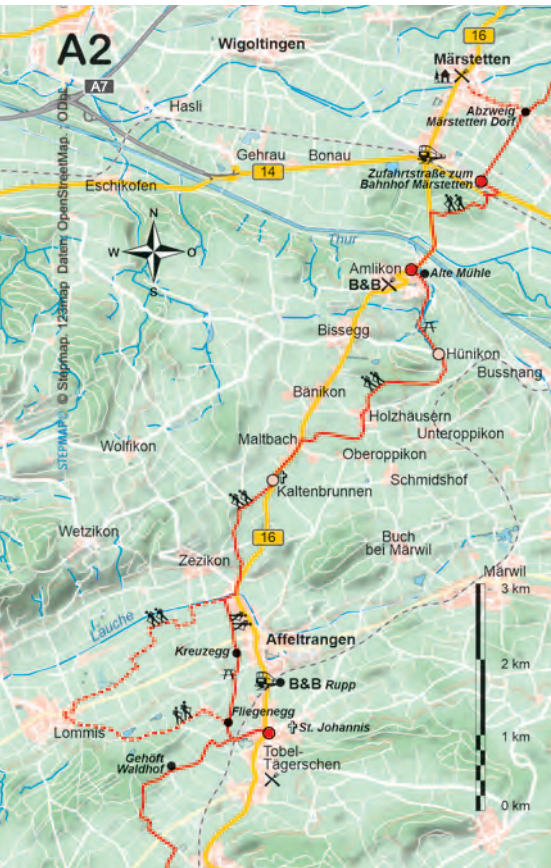 A2
16
Wigoltingen
Märstetten
A7
Hasli
Abzweig
Märstetten Dorf
Gehrau
Bonau
14
Zufahrtstraße zum
Bahnhof Märstetten
Eschikofen
N
W
O
S
Thur
Amlikon
Alte Mühle
B&B
Bissegg
Hünikon
Bussnang
STEPMAP © Stepmap, 123map Daten: OpenStreetMap, ODbL
Bänikon
Holzhäusern
Unteroppikon
Wolfikon
Maltbach
Oberoppikon
Kaltenbrunnen
Schmidshof
Wetzikon
16
Buch
bei Märwil
Zezikon
Märwil
3 km
Lauche
Affeltrangen
Kreuzegg
2 km
B&B Rupp
Fliegenegg
St. Johannis
Lommis
1 km
Tobel-
Tägerschen
Gehöft
Waldhof
0 km